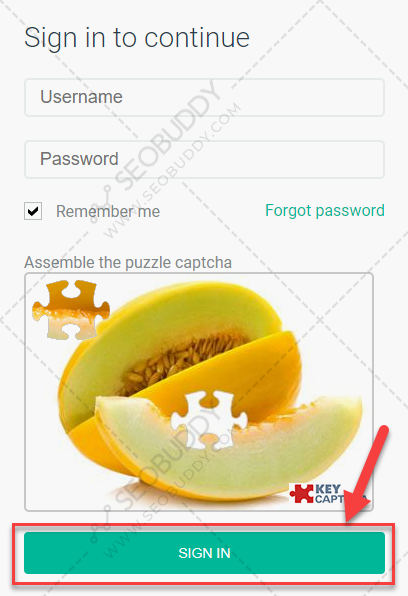 Sign in to continue
Username
Password
Remember me
Forgot password
Assemble the puzzle captcha
KEY
SIGN IN
SEOBUDDY
WWW.SEOBUDDY.COM
SEOBUDDY
WWW.SEOBUDDY.COM